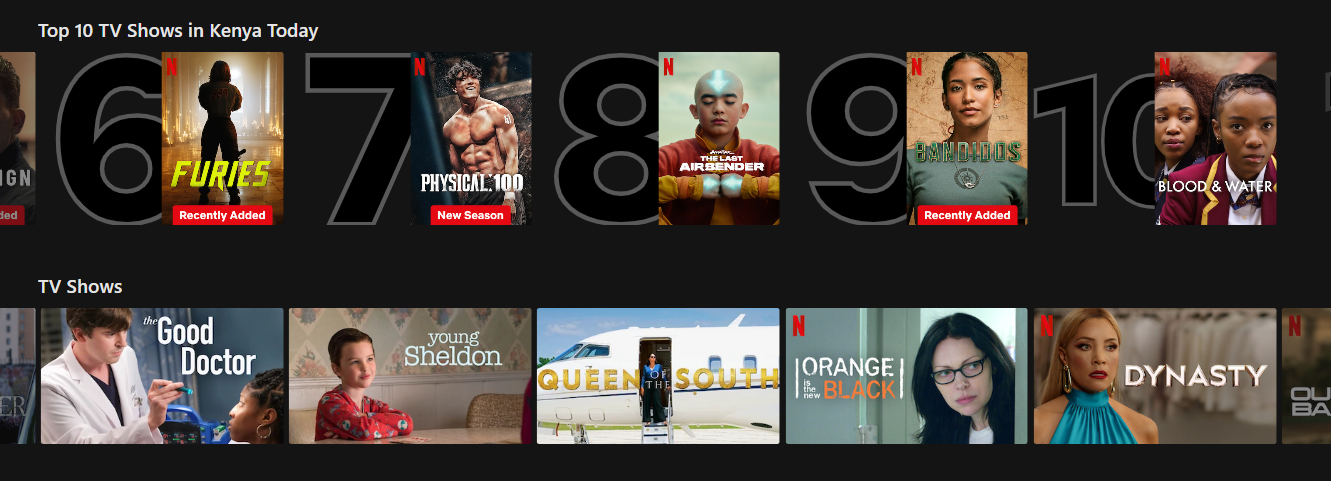 Top 10 TV Shows in Kenya Today
IGN
6
N
FURIES
Recently Added
7
N
PHYSICAL:100
New Season
8
N
AVATAR
THE LAST
AIRBENDER
9
N
BANDIDOS
Recently Added
10
N
BLOOD & WATER
TV Shows
ER
the Good
Doctor
young
Sheldon
QUEEN OF THE SOUTH
N
ORANGE
is the new BLACK
N
DYNASTY
N
OU
BA